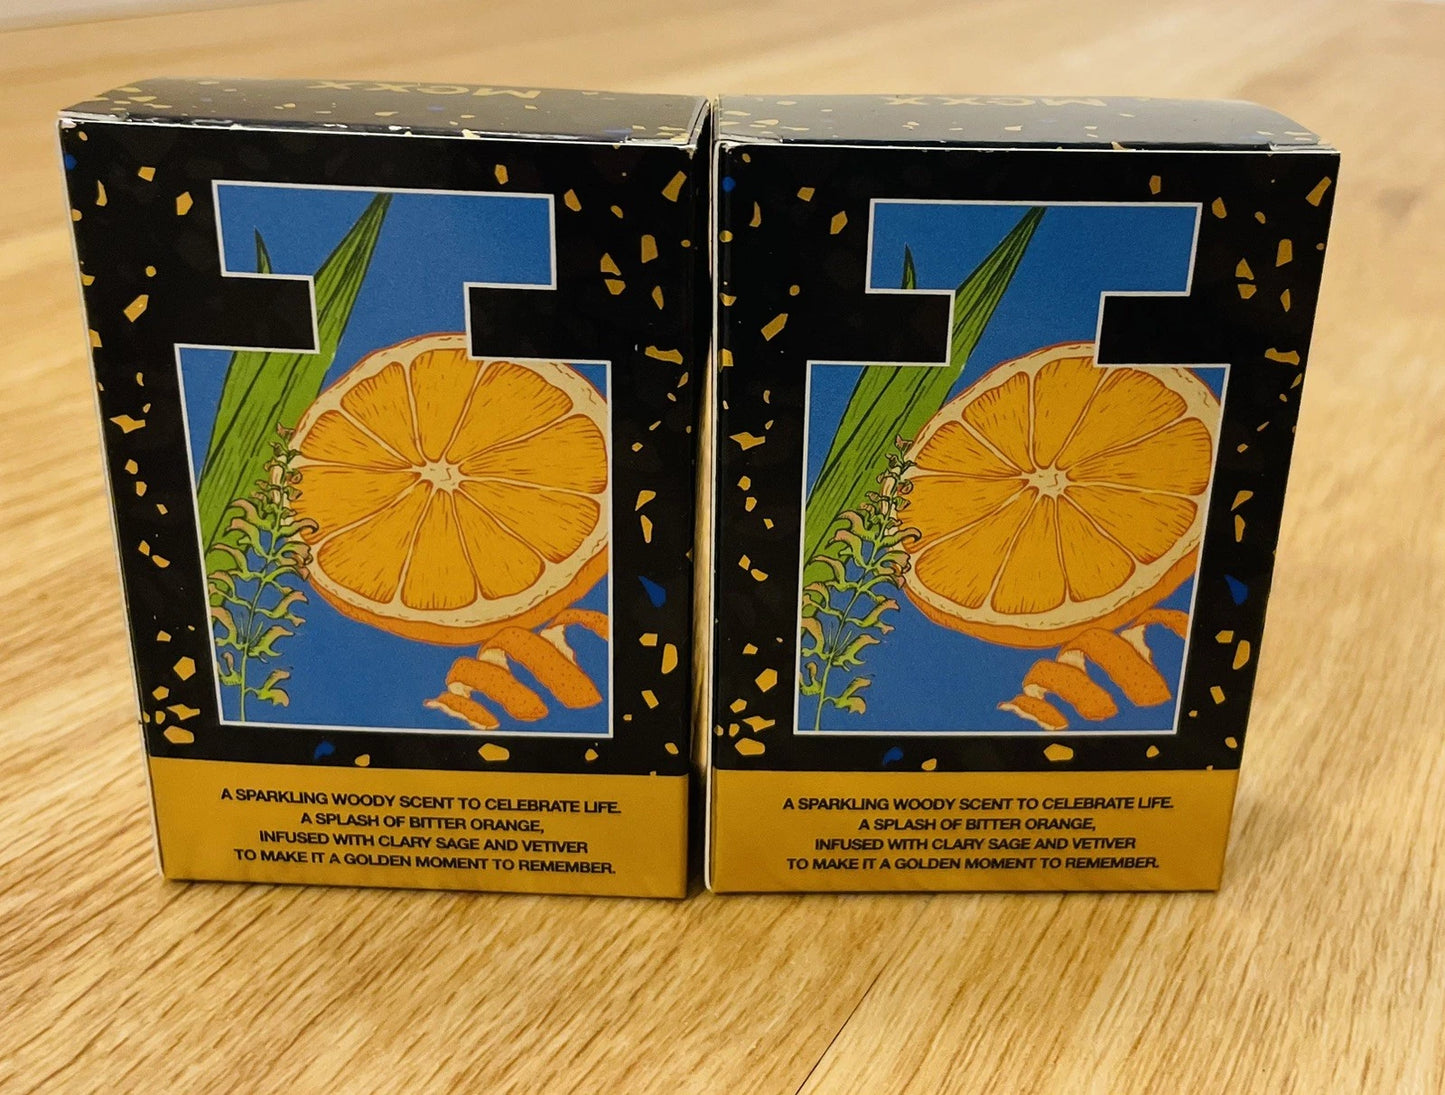 MCXX
A SPARKLING WOODY SCENT TO CELEBRATE LIFE.
A SPLASH OF BITTER ORANGE,
INFUSED WITH CLARY SAGE AND VETIVER
TO MAKE IT A GOLDEN MOMENT TO REMEMBER.
MCXX
A SPARKLING WOODY SCENT TO CELEBRATE LIFE.
A SPLASH OF BITTER ORANGE,
INFUSED WITH CLARY SAGE AND VETIVER
TO MAKE IT A GOLDEN MOMENT TO REMEMBER.